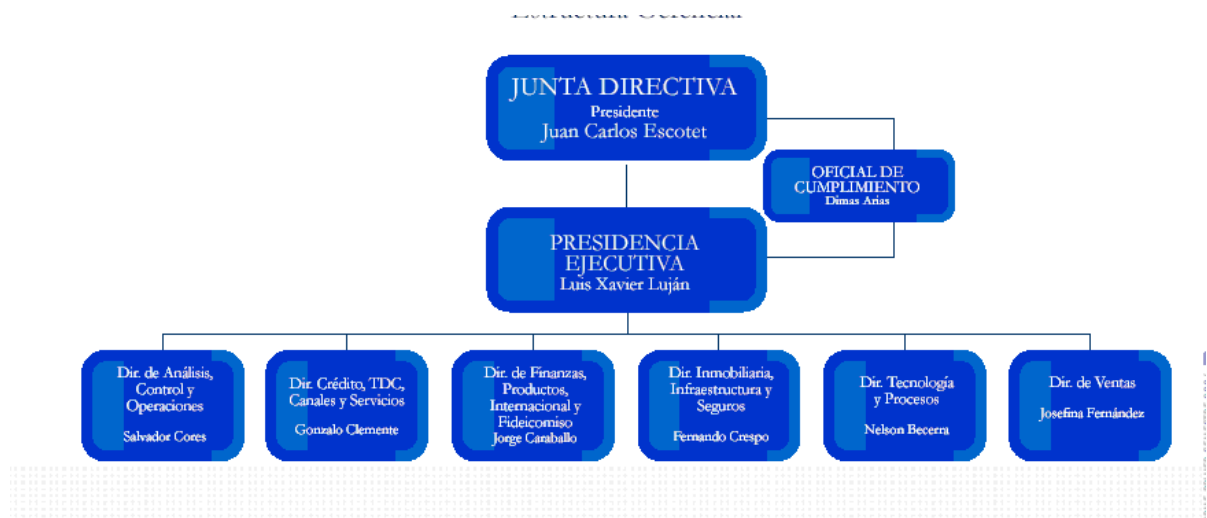 Estructura Gerencial
JUNTA DIRECTIVA
Presidente
Juan Carlos Escotet
OFICIAL DE
CUMPLIMIENTO
Dimas Arias
PRESIDENCIA
EJECUTIVA
Luis Xavier Luján
Dir. de Análisis,
Control y
Operaciones
Salvador Cores
Dir. Crédito, TDC,
Canales y Servicios
Gonzalo Clemente
Dir. de Finanzas,
Productos,
Internacional y
Fideicomiso
Jorge Caraballo
Dir. Inmobiliaria,
Infraestructura y
Seguros
Fernando Crespo
Dir. Tecnología
y Procesos
Nelson Becerra
Dir. de Ventas
Josefina Fernández